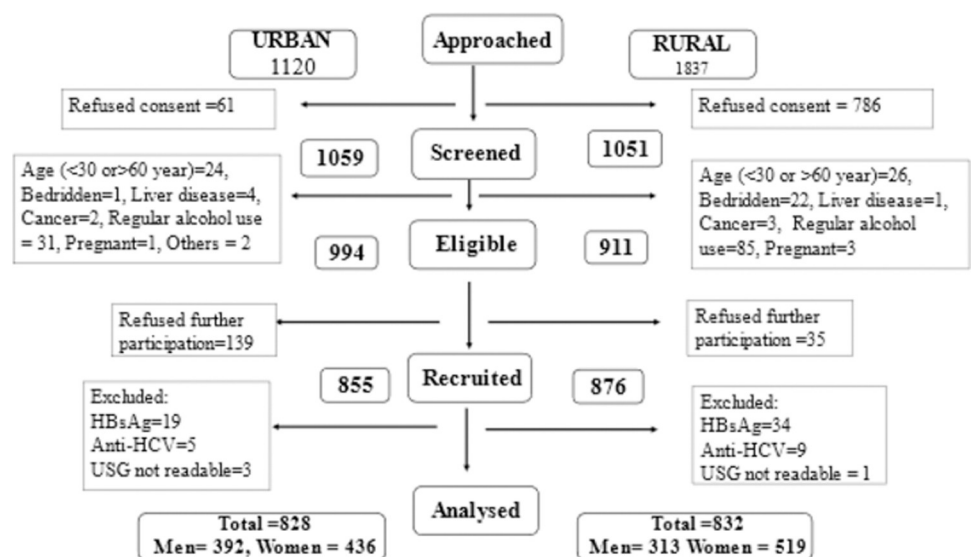 URBAN
1120
Approached
RURAL
1837
Refused consent =61
Refused consent = 786
1059
Screened
1051
Age (<30 or>60 year)=24,
Bedridden=1, Liver disease=4,
Cancer=2, Regular alcohol use
= 31, Pregnant=1, Others = 2
Age (<30 or >60 year)=26,
Bedridden=22, Liver disease=1,
Cancer=3, Regular alcohol
use=85, Pregnant=3
994
Eligible
911
Refused further
participation=139
Refused further
participation =35
855
Recruited
876
Excluded:
HBsAg=19
Anti-HCV=5
USG not readable=3
Excluded:
HBsAg=34
Anti-HCV=9
USG not readable = 1
Analysed
Total =828
Men= 392, Women = 436
Total =832
Men= 313 Women = 519